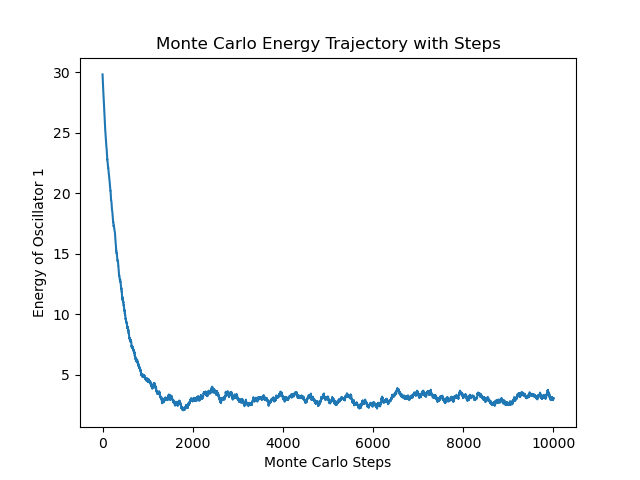 Monte Carlo Energy Trajectory with Steps
30
25
20
15
10
5
Energy of Oscillator 1
0 2000 4000 6000 8000 10000
Monte Carlo Steps